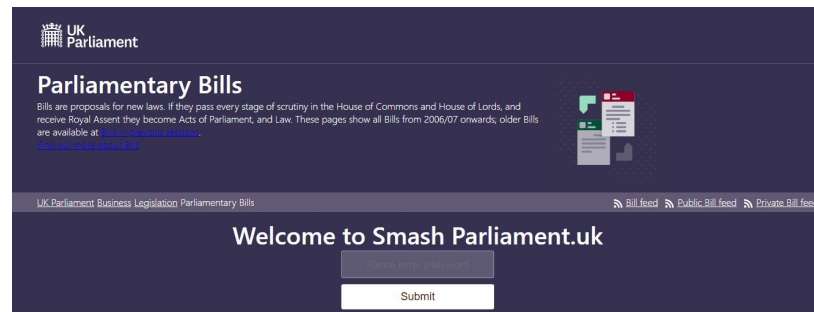 UK
Parliament
Parliamentary Bills
Bills are proposals for new laws. If they pass every stage of scrutiny in the House of Commons and House of Lords, and
receive Royal Assent they become Acts of Parliament, and Law. These pages show all Bills from 2006/07 onwards; older Bills
are available at Bills in previous sessions.
Find out more about Bills
UK Parliament Business Legislation Parliamentary Bills
Bill feed Public Bill feed Private Bill fee
Welcome to Smash Parliament.uk
Please enter a keyword
Submit